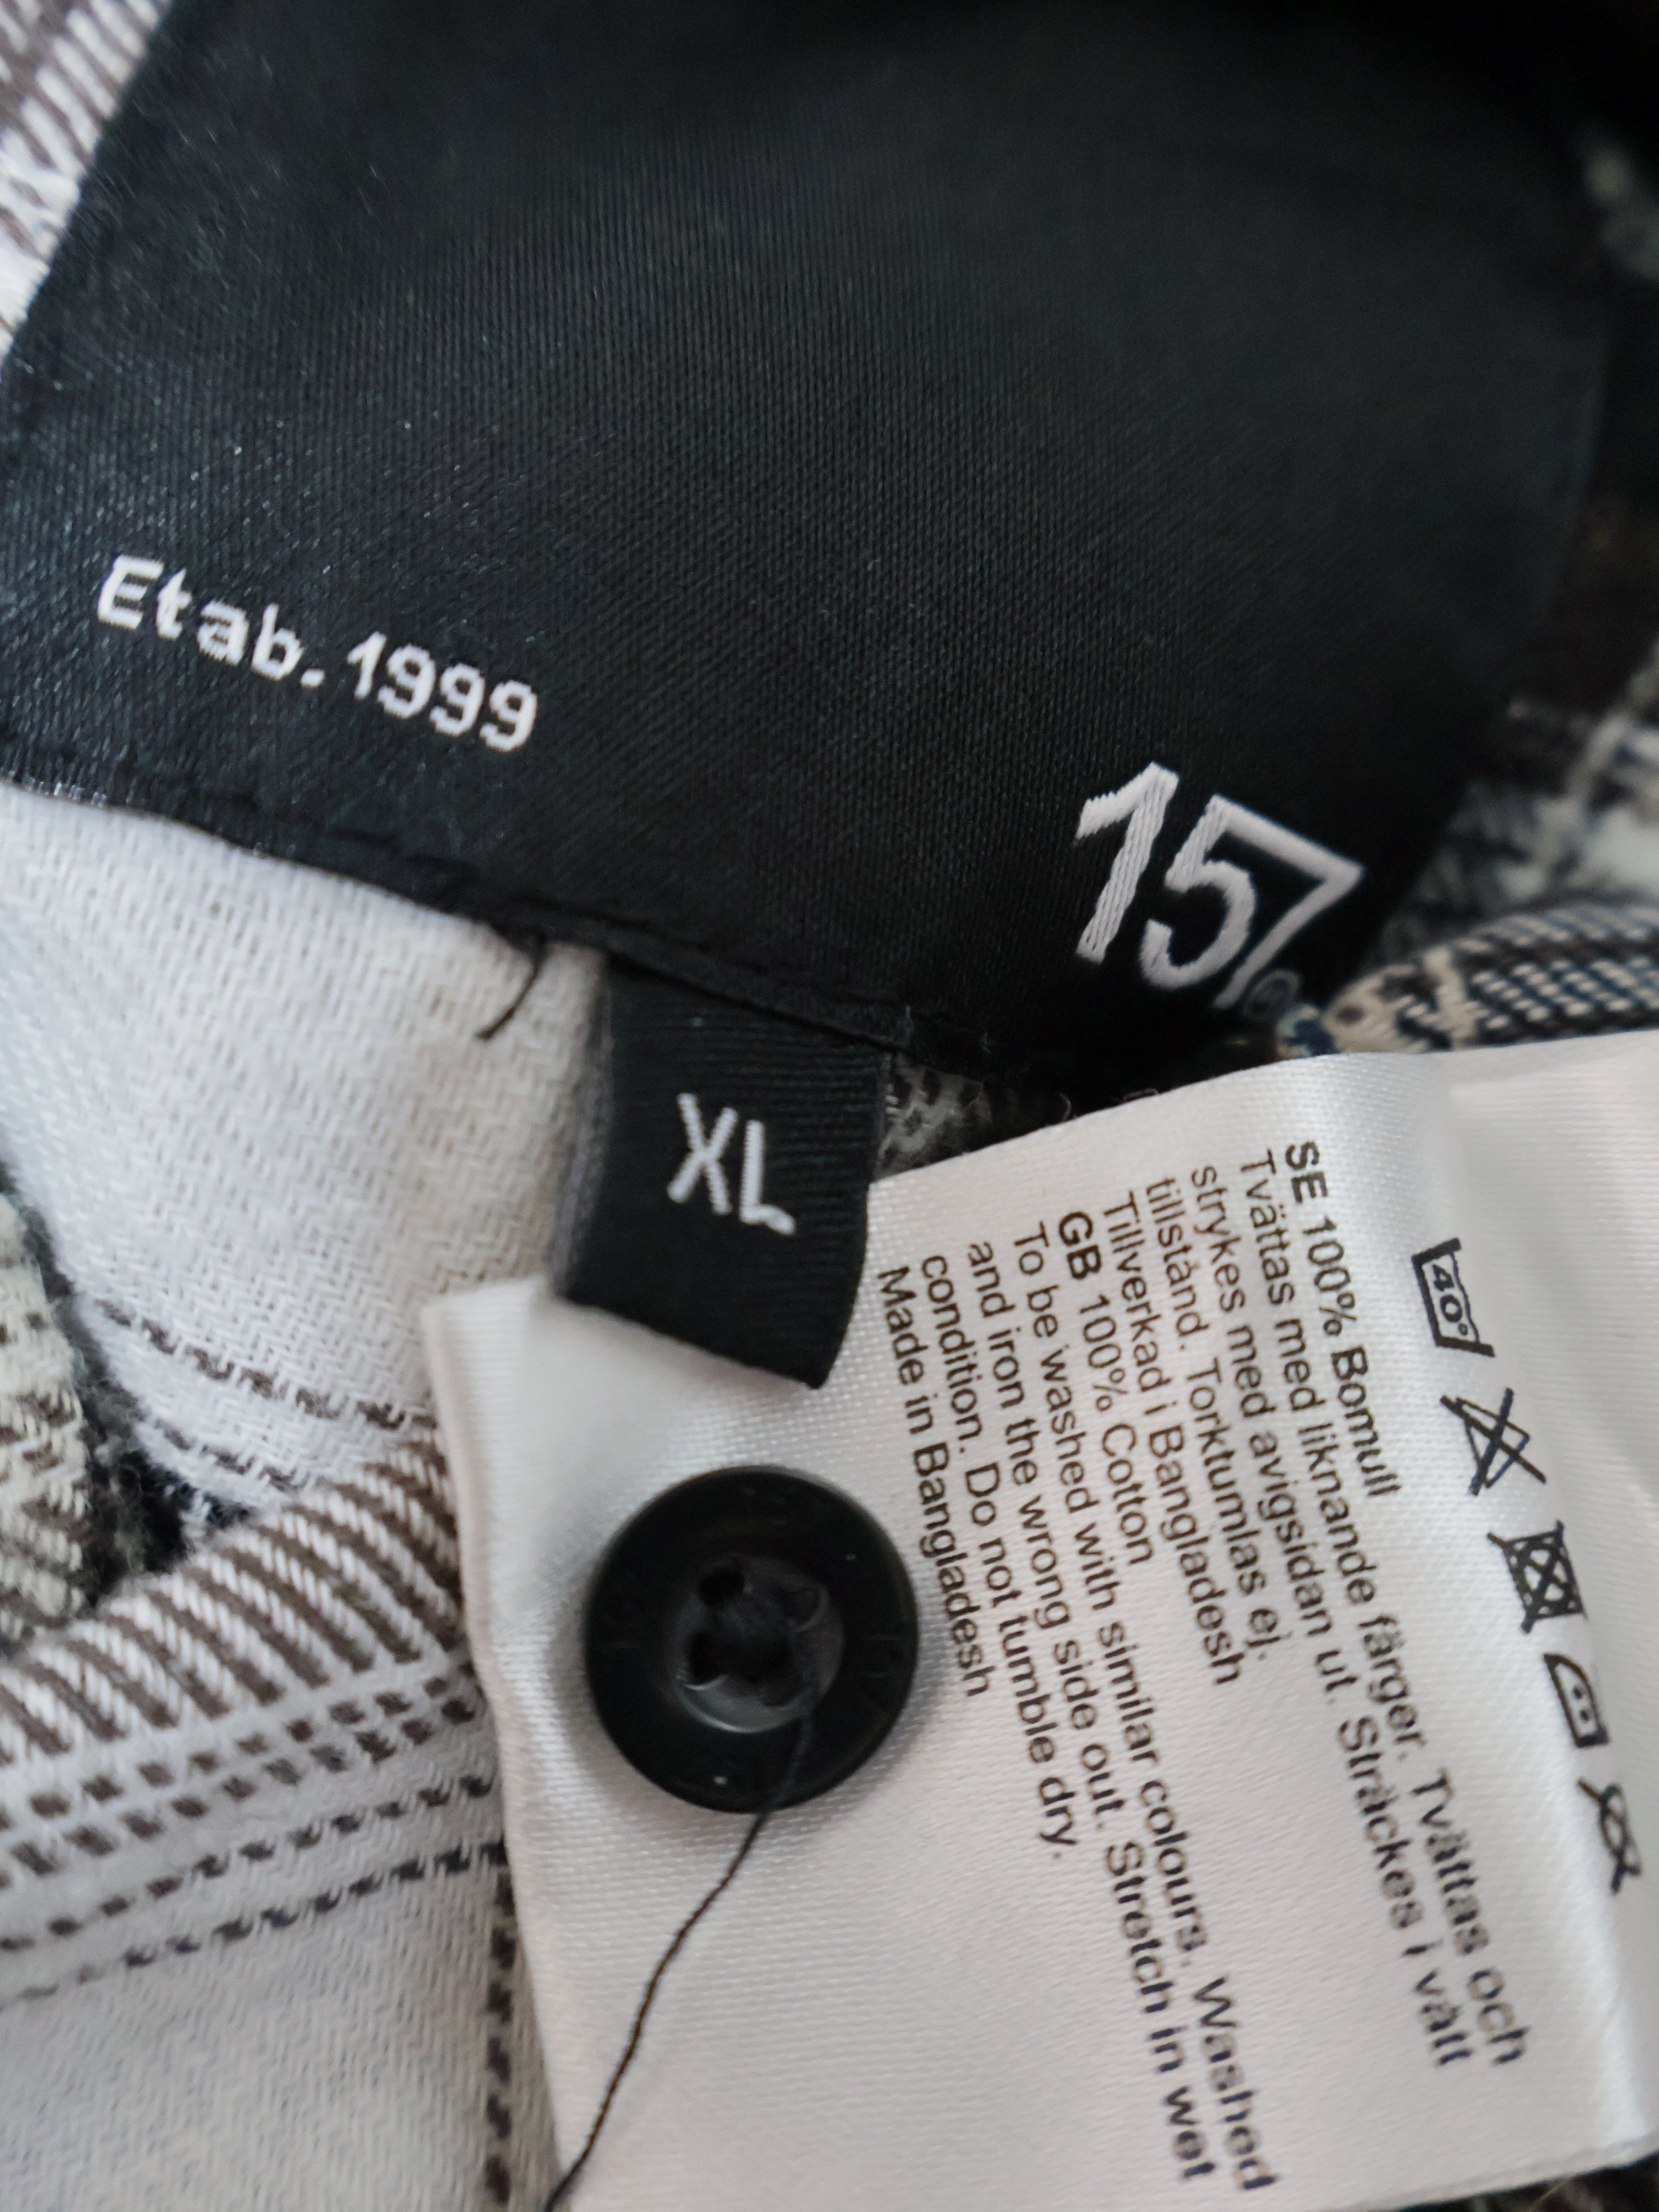 Etab. 1999
157
XL
40°
SE 100% Bomull
Tvättas med liknande färger. Tvättas och
strykes med avigsidan ut. Sträckes i vått
tillstånd. Torktumlas ej.
Tillverkad i Bangladesh
GB 100% Cotton
To be washed with similar colours. Washed
and iron the wrong side out. Stretch in wet
condition. Do not tumble dry.
Made in Bangladesh